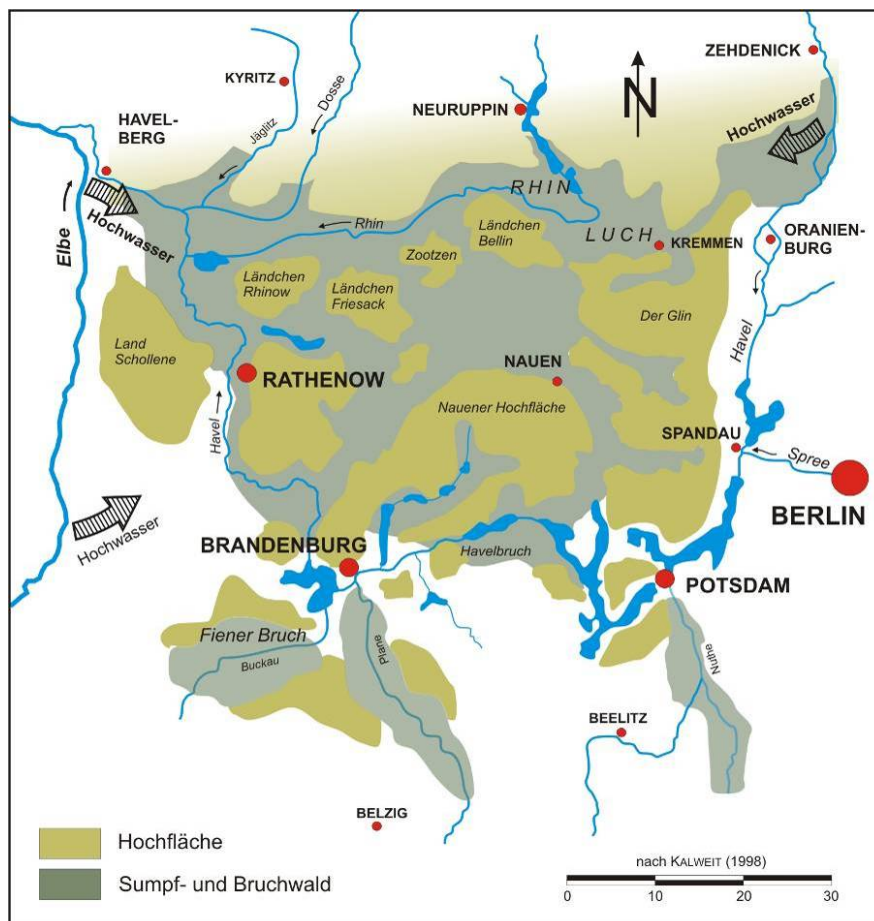 ZEHDENICK
KYRITZ
Dosse
NEURUPPIN
N
Hochwasser
HAVEL-
BERG
Jäglitz
RHIN
Hochwasser
Rhin
Ländchen
Bellin
LUCH
KREMMEN
ORANIEN-
BURG
Elbe
Zootzen
Ländchen
Rhinow
Ländchen
Friesack
Der Glin
Havel
Land
Schollene
RATHENOW
NAUEN
Havel
Nauener Hochfläche
SPANDAU
Spree
BERLIN
Hochwasser
BRANDENBURG
Havelbruch
POTSDAM
Fiener Bruch
Buckau
Plane
Nuthe
BEELITZ
BELZIG
Hochfläche
Sumpf- und Bruchwald
nach KALWEIT (1998)
0 10 20 30